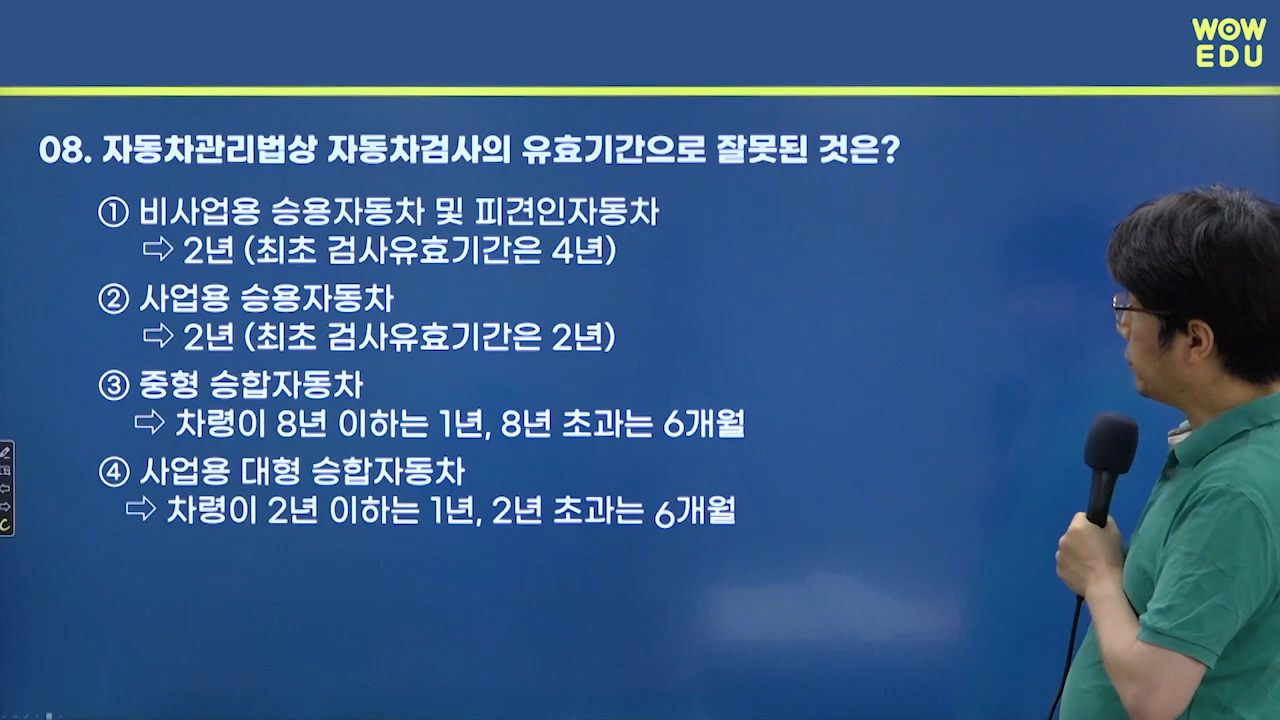 WOW
EDU
08. 자동차관리법상 자동차검사의 유효기간으로 잘못된 것은?
① 비사업용 승용자동차 및 피견인자동차
⇨ 2년 (최초 검사유효기간은 4년)
② 사업용 승용자동차
⇨ 2년 (최초 검사유효기간은 2년)
③ 중형 승합자동차
⇨ 차령이 8년 이하는 1년, 8년 초과는 6개월
④ 사업용 대형 승합자동차
⇨ 차령이 2년 이하는 1년, 2년 초과는 6개월